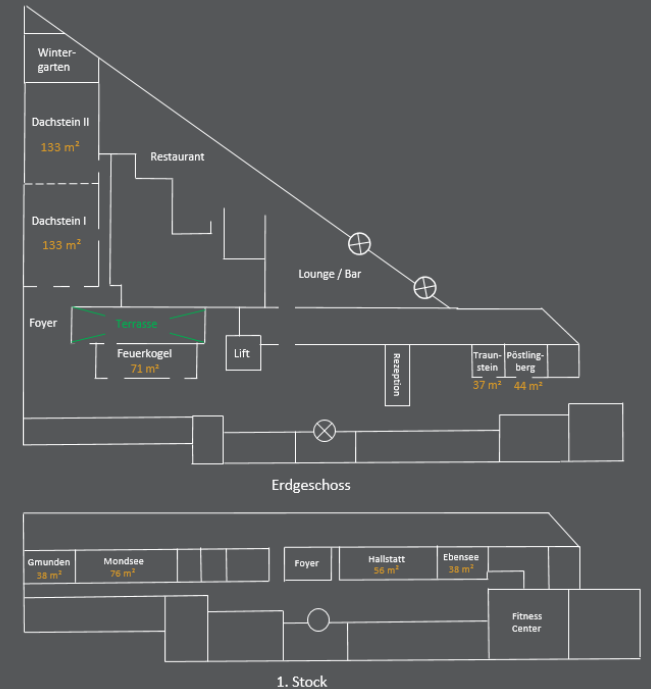 Winter-
garten
Dachstein II
133 m²
Restaurant
Dachstein I
133 m²
Lounge / Bar
Foyer
Terrasse
Feuerkogel
71 m³
Lift
Rezeption
Traun-
stein
37 m²
Pöstling-
berg
44 m²
Erdgeschoss
Gmunden
38 m²
Mondsee
76 m²
Foyer
Hallstatt
56 m²
Ebensee
38 m²
Fitness
Center
1. Stock